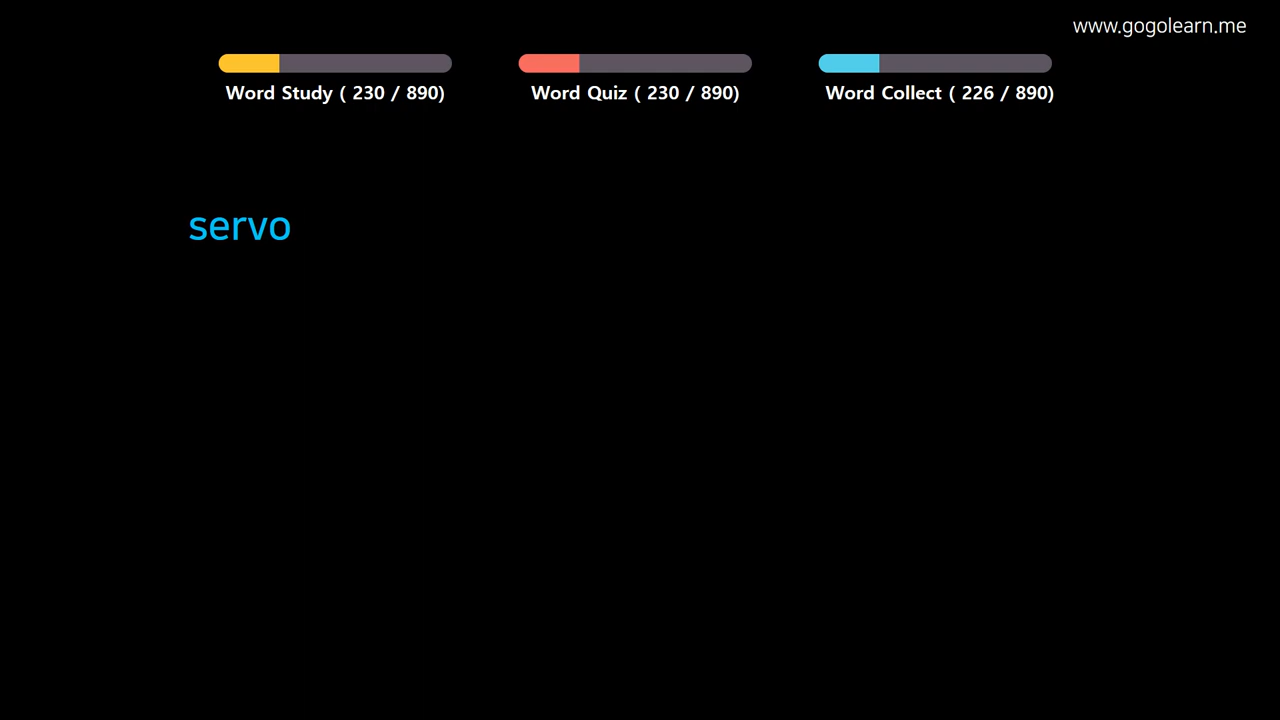 www.gogolearn.me
Word Study ( 230 / 890)
Word Quiz ( 230 / 890)
Word Collect ( 226 / 890)
servo